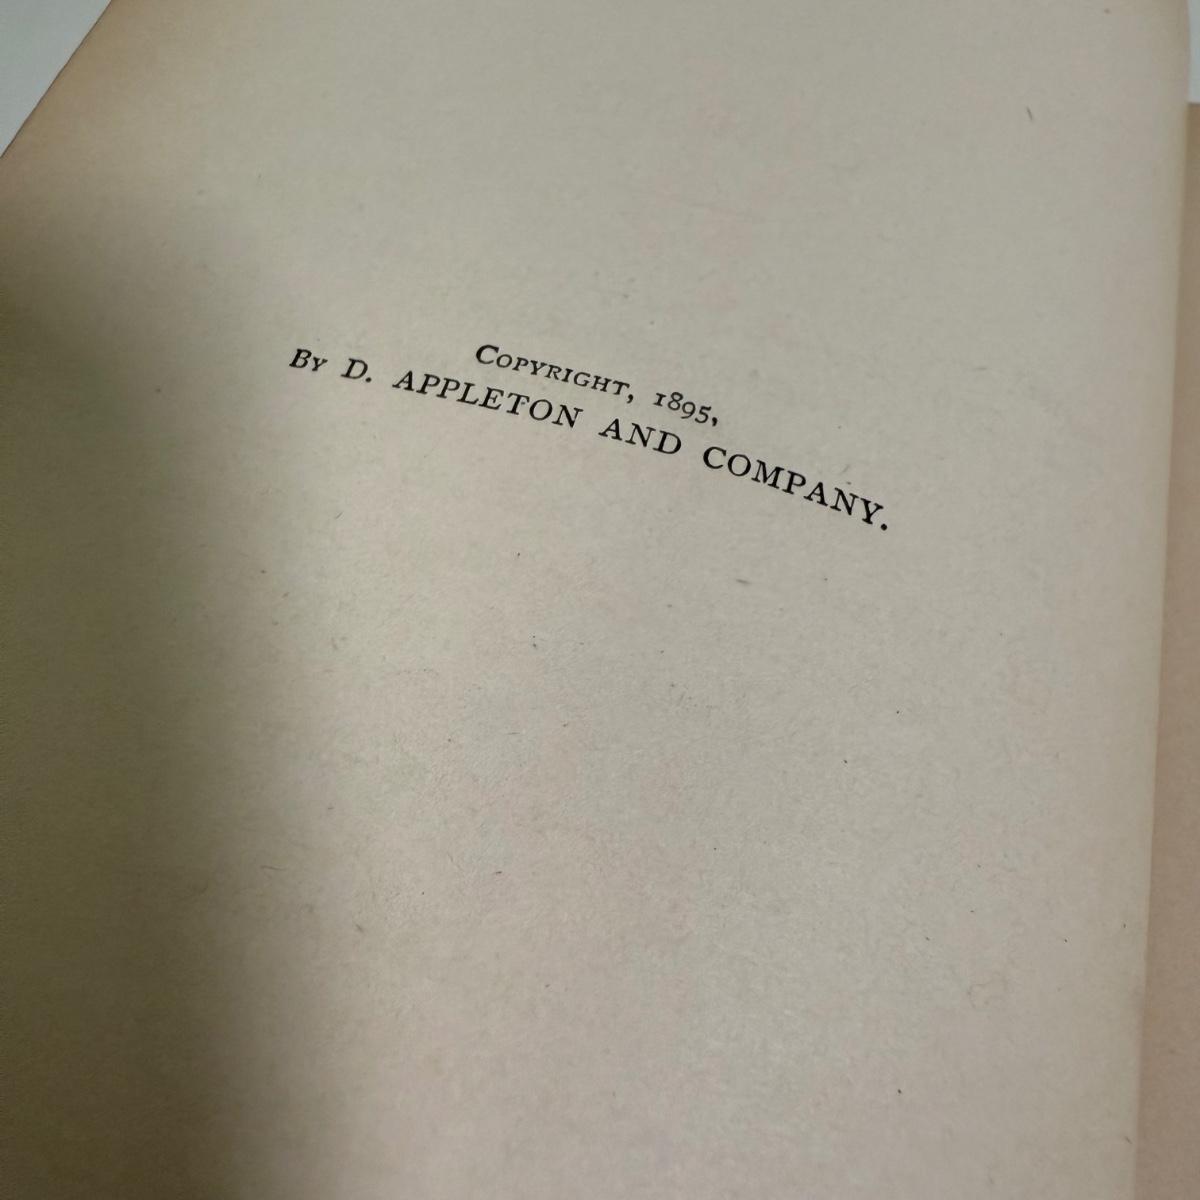 COPYRIGHT, 1895,
BY D. APPLETON AND COMPANY.